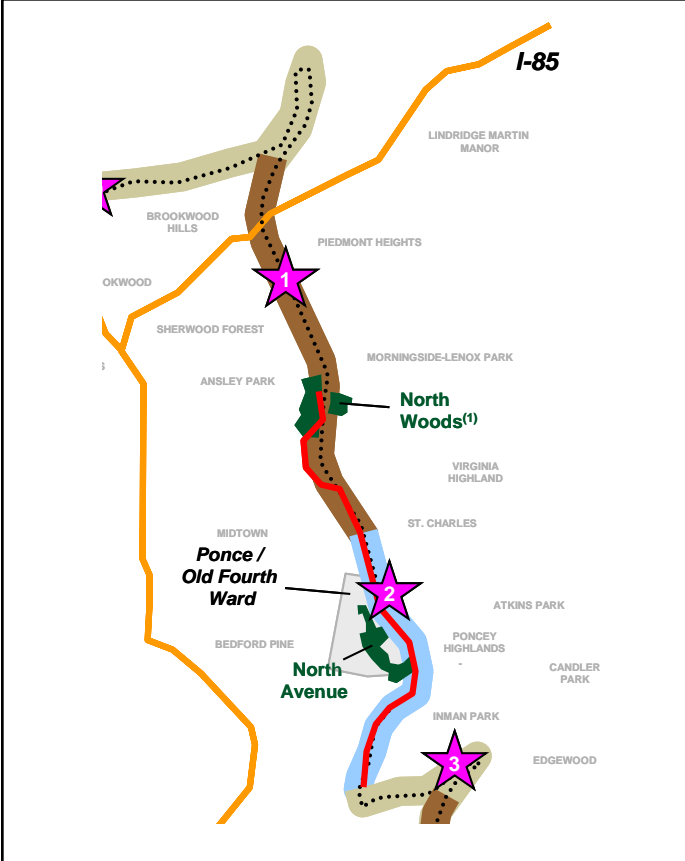 I-85
LINDRIDGE MARTIN
MANOR
BROOKWOOD
HILLS
PIEDMONT HEIGHTS
OKWOOD
1
SHERWOOD FOREST
MORNINGSIDE-LENOX PARK
S
ANSLEY PARK
North
Woods(1)
VIRGINIA
HIGHLAND
ST. CHARLES
MIDTOWN
Ponce /
Old Fourth
Ward
2
ATKINS PARK
BEDFORD PINE
PONCEY
HIGHLANDS
-
North
Avenue
CANDLER
PARK
INMAN PARK
3
EDGEWOOD